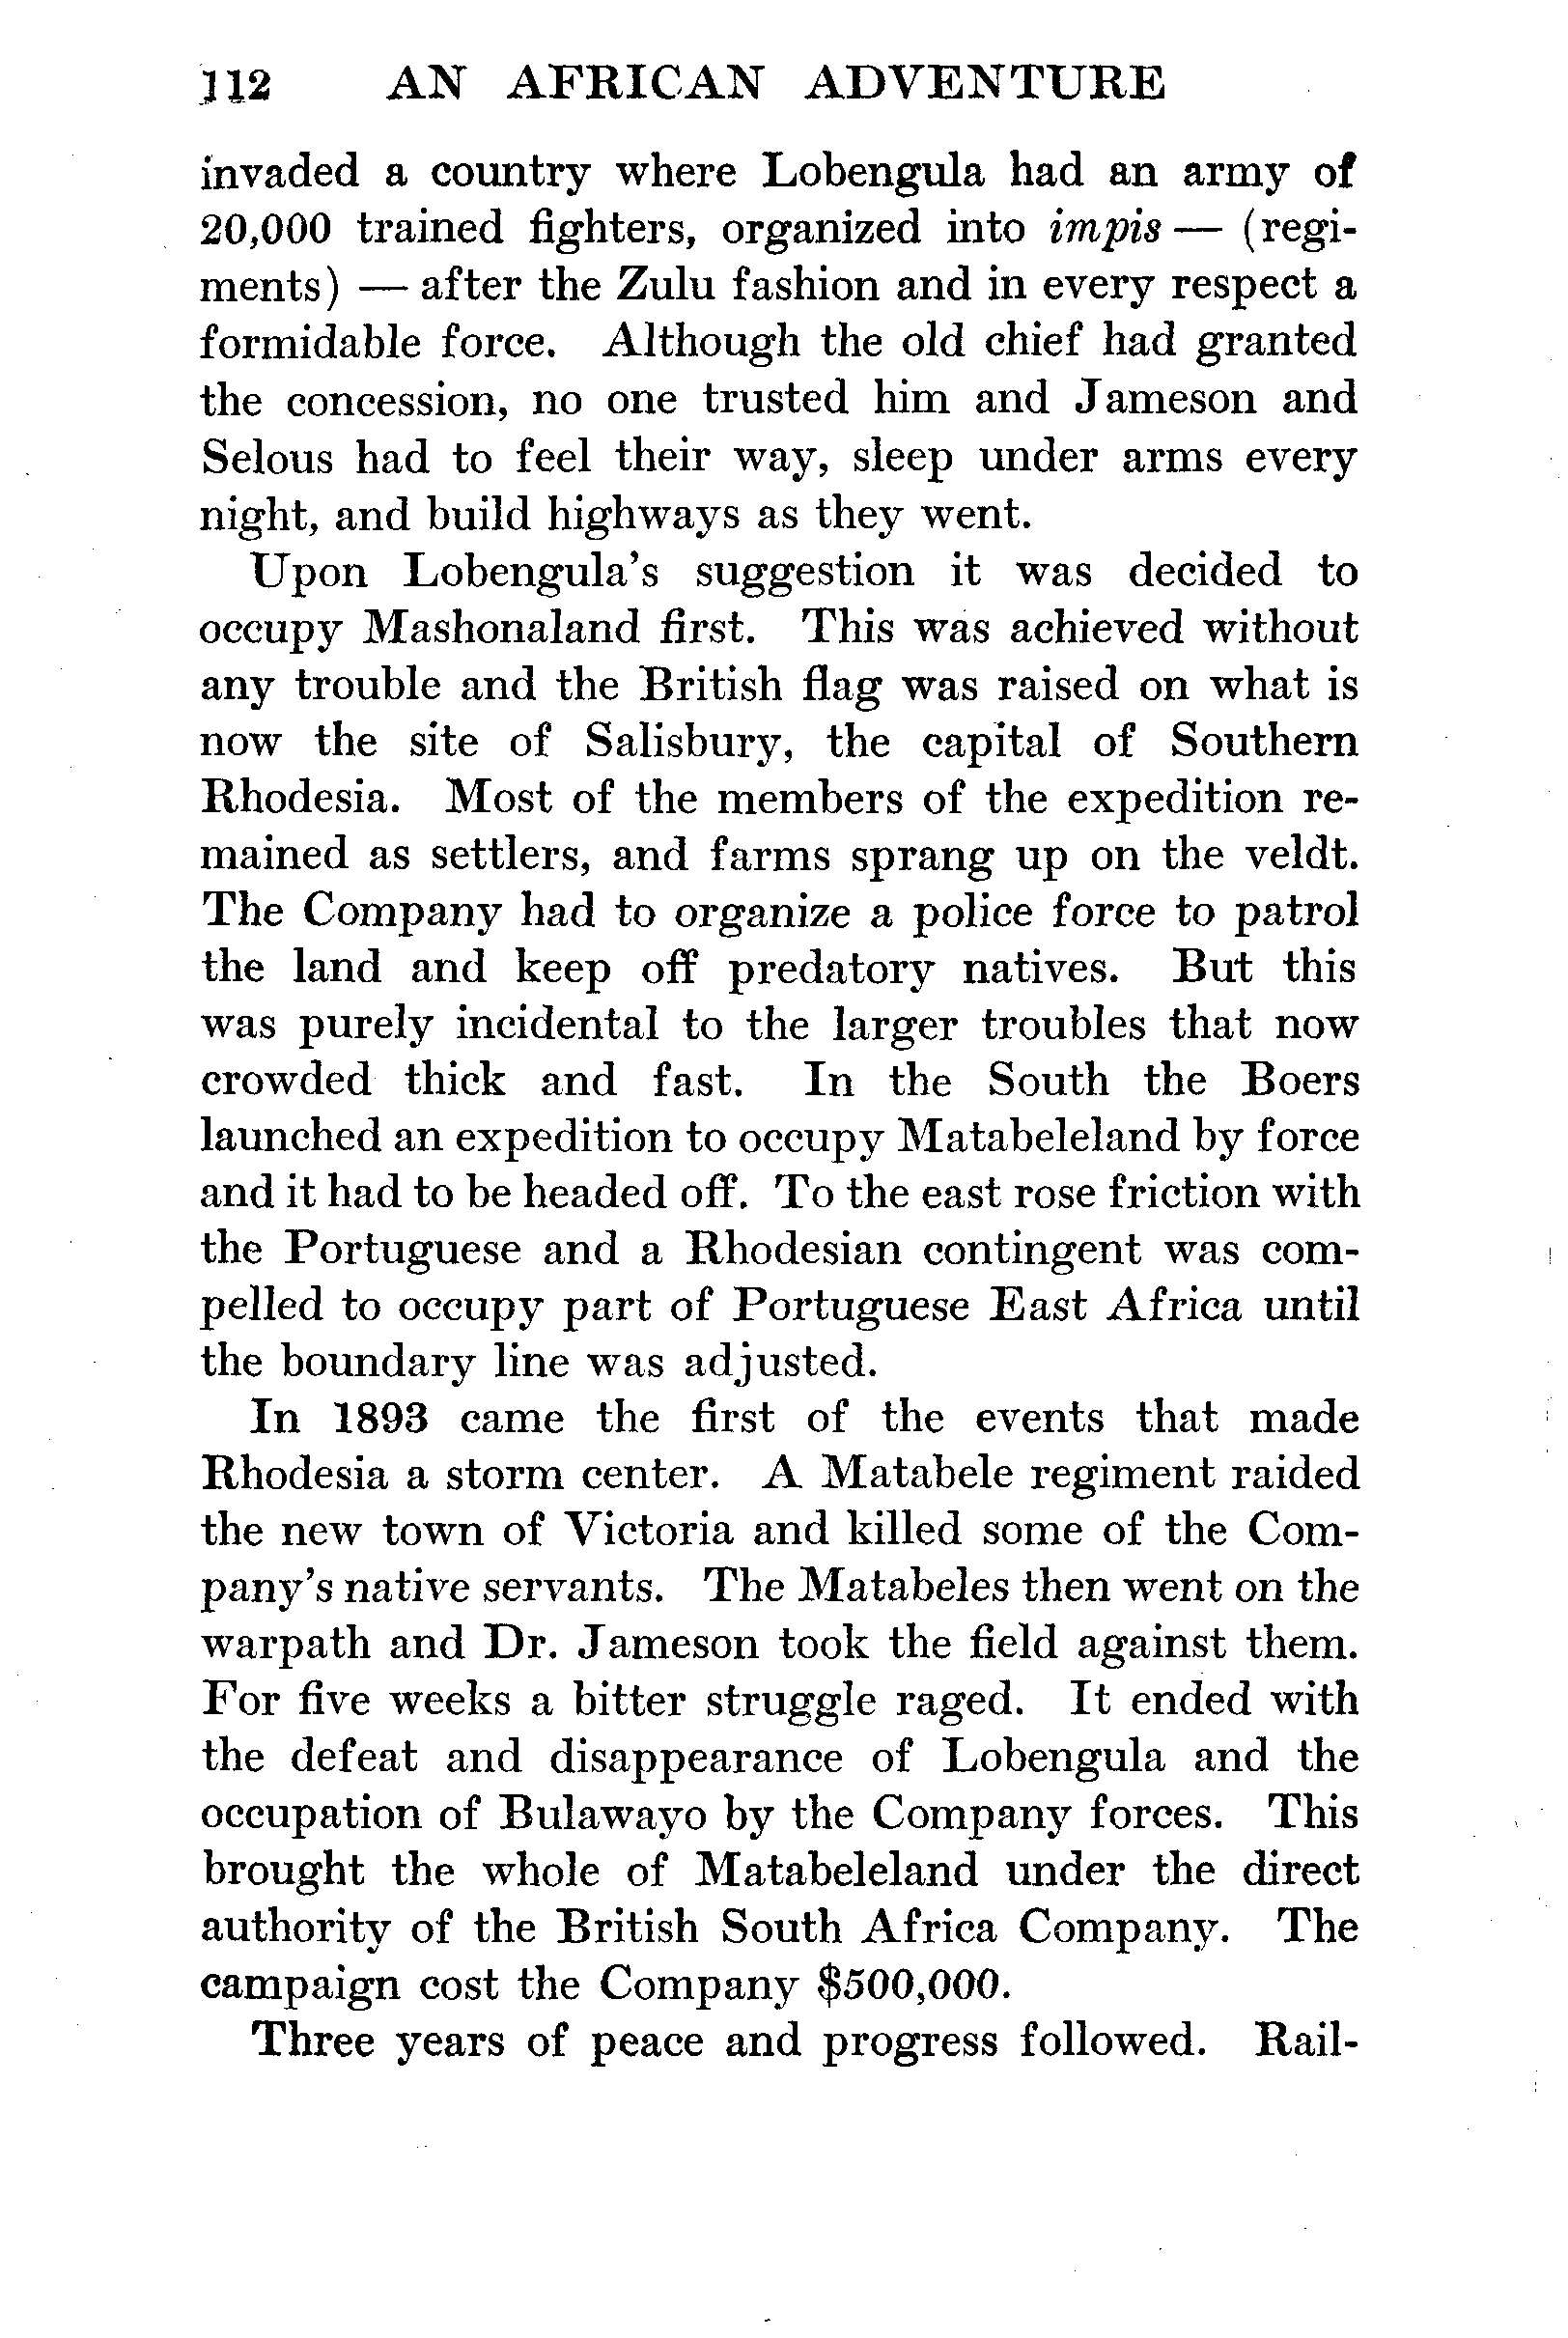 112 AN AFRICAN ADVENTURE
invaded a country where Lobengula had an army of
20,000 trained fighters, organized into impis — (regi-
ments) — after the Zulu fashion and in every respect a
formidable force. Although the old chief had granted
the concession, no one trusted him and Jameson and
Selous had to feel their way, sleep under arms every
night, and build highways as they went.
Upon Lobengula's suggestion it was decided to
occupy Mashonaland first. This was achieved without
any trouble and the British flag was raised on what is
now the site of Salisbury, the capital of Southern
Rhodesia. Most of the members of the expedition re-
mained as settlers, and farms sprang up on the veldt.
The Company had to organize a police force to patrol
the land and keep off predatory natives. But this
was purely incidental to the larger troubles that now
crowded thick and fast. In the South the Boers
launched an expedition to occupy Matabeleland by force
and it had to be headed off. To the east rose friction with
the Portuguese and a Rhodesian contingent was com-
pelled to occupy part of Portuguese East Africa until
the boundary line was adjusted.
In 1893 came the first of the events that made
Rhodesia a storm center. A Matabele regiment raided
the new town of Victoria and killed some of the Com-
pany's native servants. The Matabeles then went on the
warpath and Dr. Jameson took the field against them.
For five weeks a bitter struggle raged. It ended with
the defeat and disappearance of Lobengula and the
occupation of Bulawayo by the Company forces. This
brought the whole of Matabeleland under the direct
authority of the British South Africa Company. The
campaign cost the Company $500,000.
Three years of peace and progress followed. Rail-